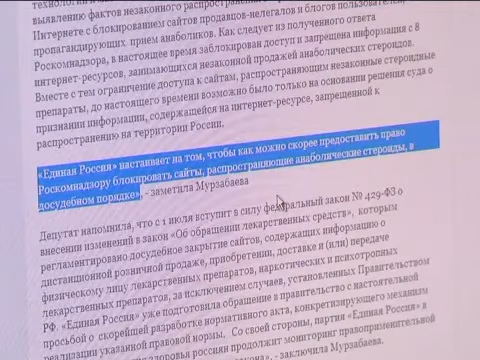 выявлению фактов незаконного распространения
Интернете с блокированием сайтов продавцов-нелегалов и блогов пользователей,
пропагандирующих прием анаболиков. Как следует из полученного ответа
Роскомнадзора, в настоящее время заблокирован доступ и запрещена информация с 8
интернет-ресурсов, занимающихся незаконной продажей анаболических стероидов.
Вместе с тем ограничение доступа к сайтам, распространяющим незаконные стероидные
препараты, до настоящего времени возможно было только на основании решения суда о
признании информации, содержащейся на интернет-ресурсе, запрещенной к
распространению на территории России.
«Единая Россия» настаивает на том, чтобы как можно скорее предоставить право
Роскомнадзору блокировать сайты, распространяющие анаболические стероиды, в
досудебном порядке», - заметила Мурзабаева
Депутат напомнила, что с 1 июля вступит в силу федеральный закон № 429-ФЗ о
внесении изменений в закон «Об обращении лекарственных средств», которым
регламентировано досудебное закрытие сайтов, содержащих информацию о
дистанционной розничной продаже, приобретении, доставке и (или) передаче
физическому лицу лекарственных препаратов, наркотических и психотропных
лекарственных препаратов, за исключением случаев, установленных Правительством
РФ. «Единая Россия» уже подготовила обращение в правительство с настоятельной
просьбой о скорейшей разработке нормативного акта, конкретизирующего механизм
реализации указанной правовой нормы. Со своей стороны, партия «Единая Россия» в
здоровья россиян продолжит мониторинг правоприменительной
- заключила Мурзабаева.